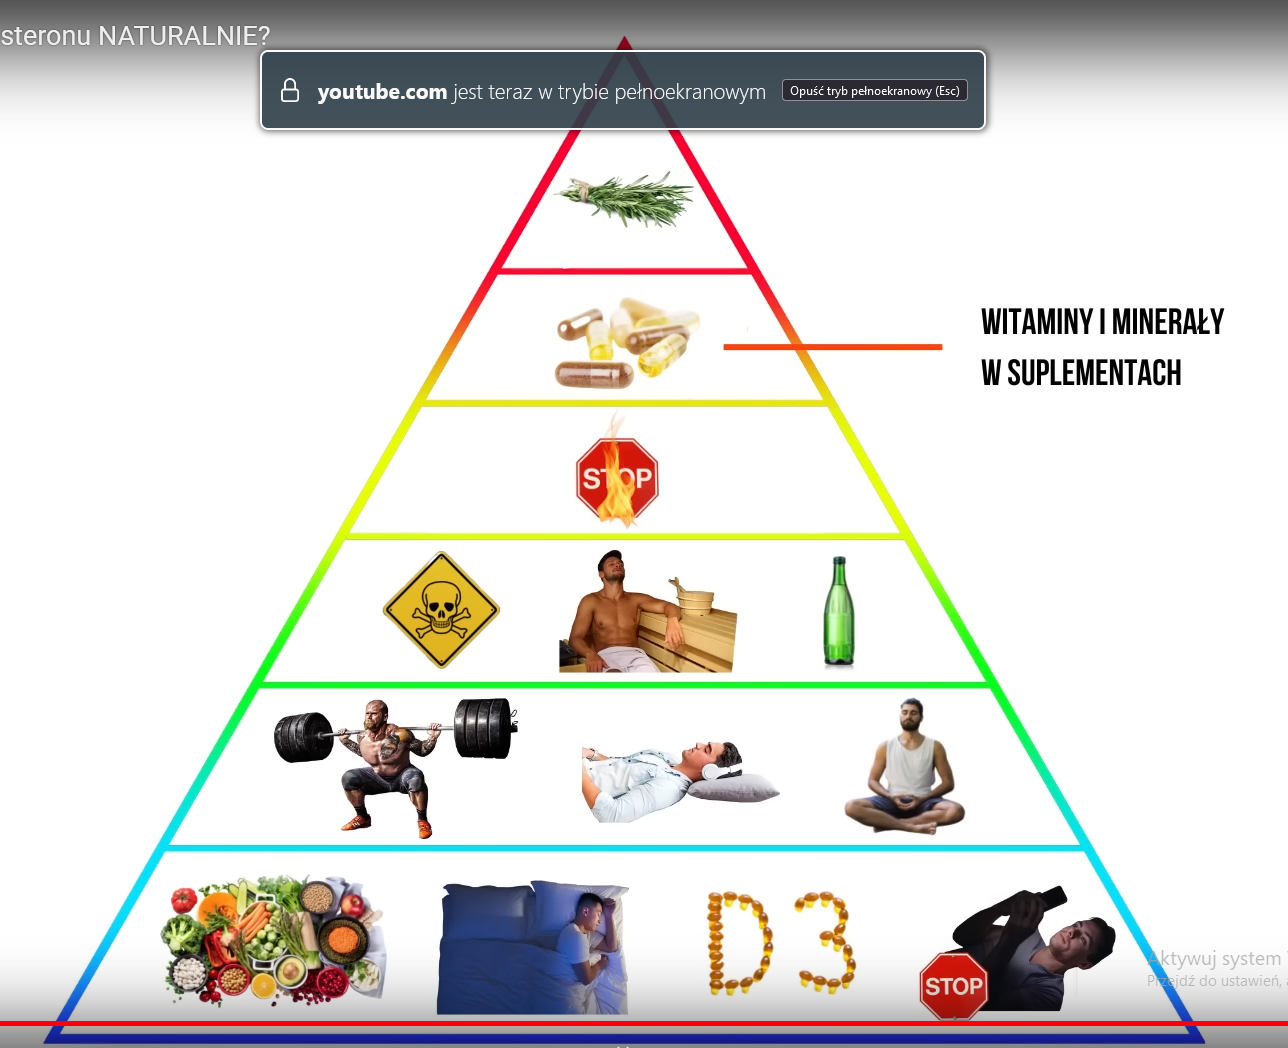 steronu NATURALNIE?
youtube.com jest teraz w trybie pełnoekranowym
Opuść tryb pełnoekranowy (Esc)
WITAMINY I MINERAŁY
W SUPLEMENTACH
STOP
D3
STOP
Aktywuj system
Przejdź do ustawień,